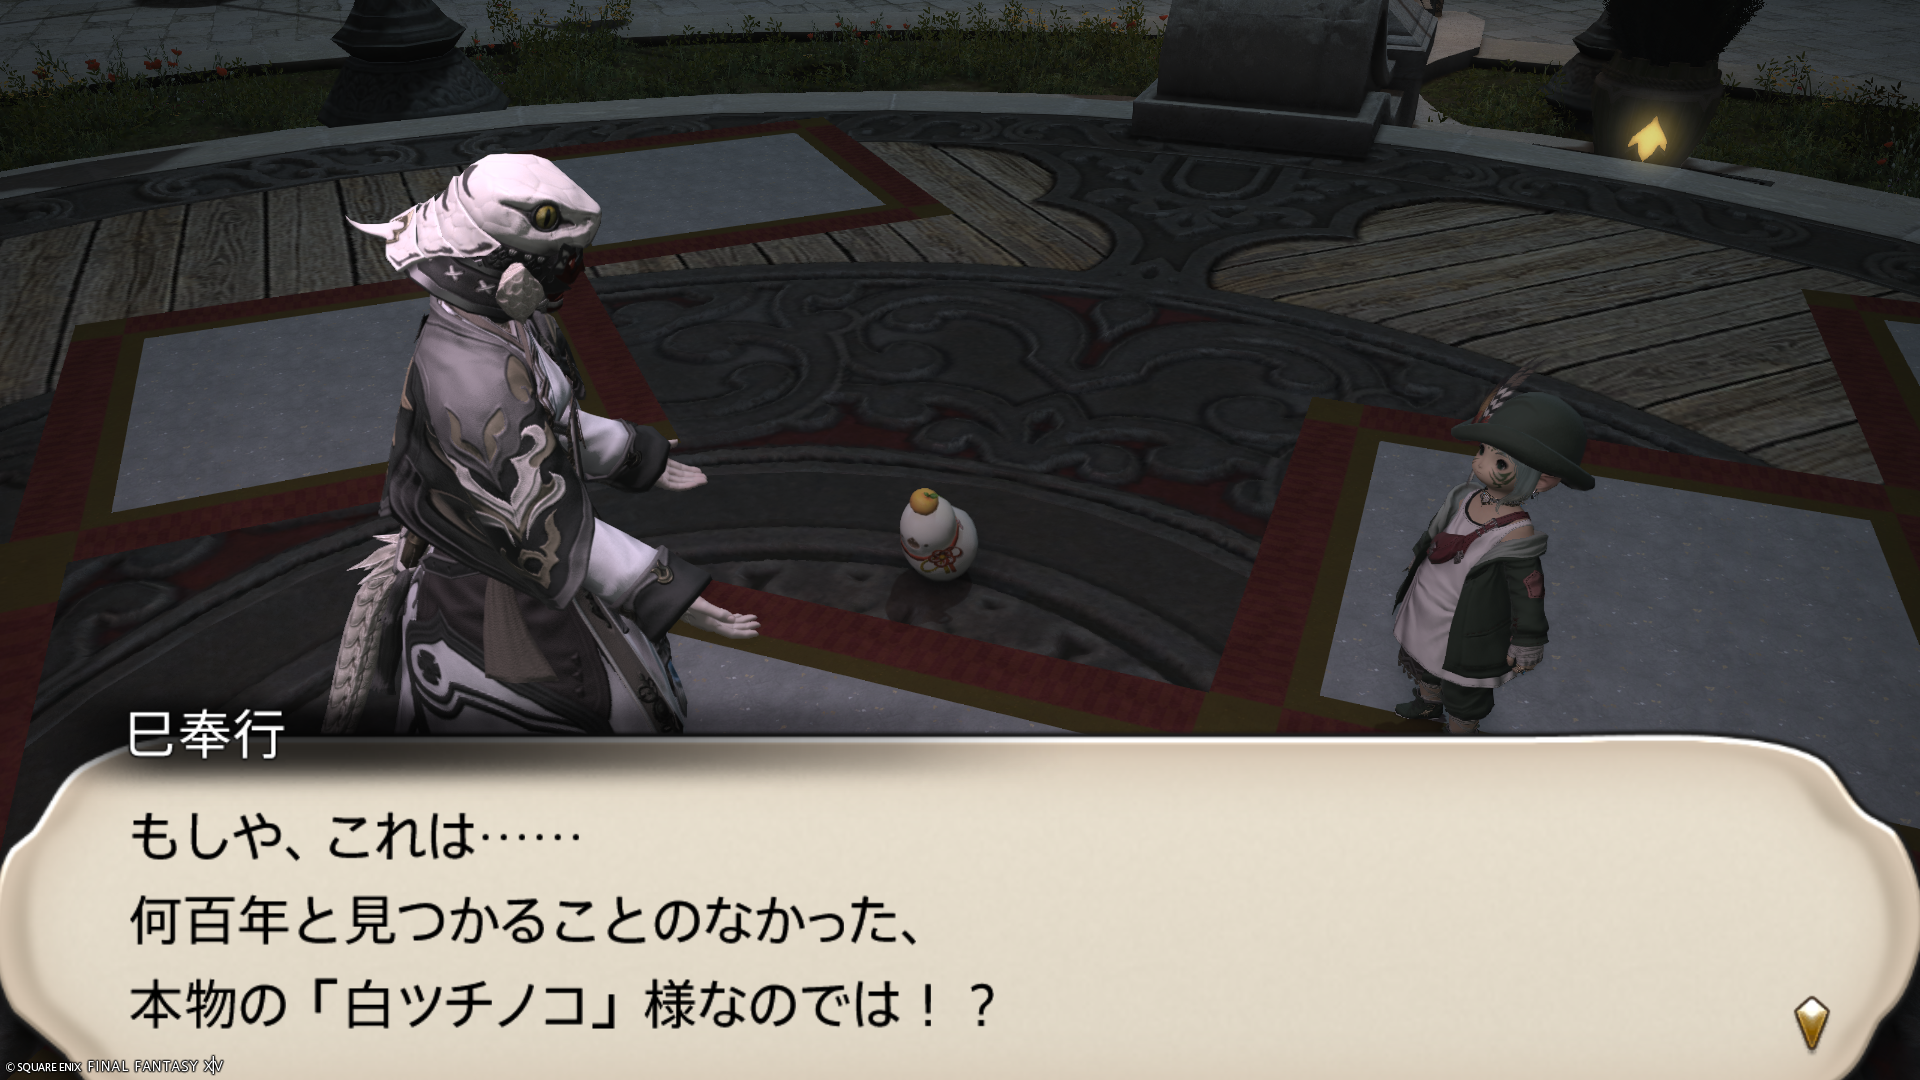 巳奉行
もしや、これは……
何百年と見つかることのなかった、
本物の「白ツチノコ」様なのでは！？
© SQUARE ENIX FINAL FANTASY XIV